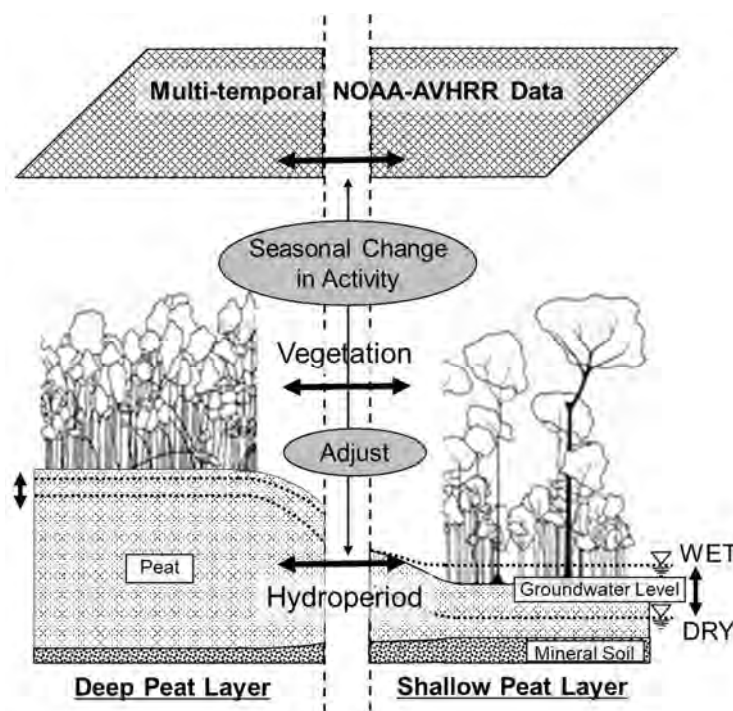 Multi-temporal NOAA-AVHRR Data
Seasonal Change
in Activity
Vegetation
Adjust
Peat
Hydroperiod
WET
Groundwater Level
DRY
Mineral Soil
Deep Peat Layer
Shallow Peat Layer